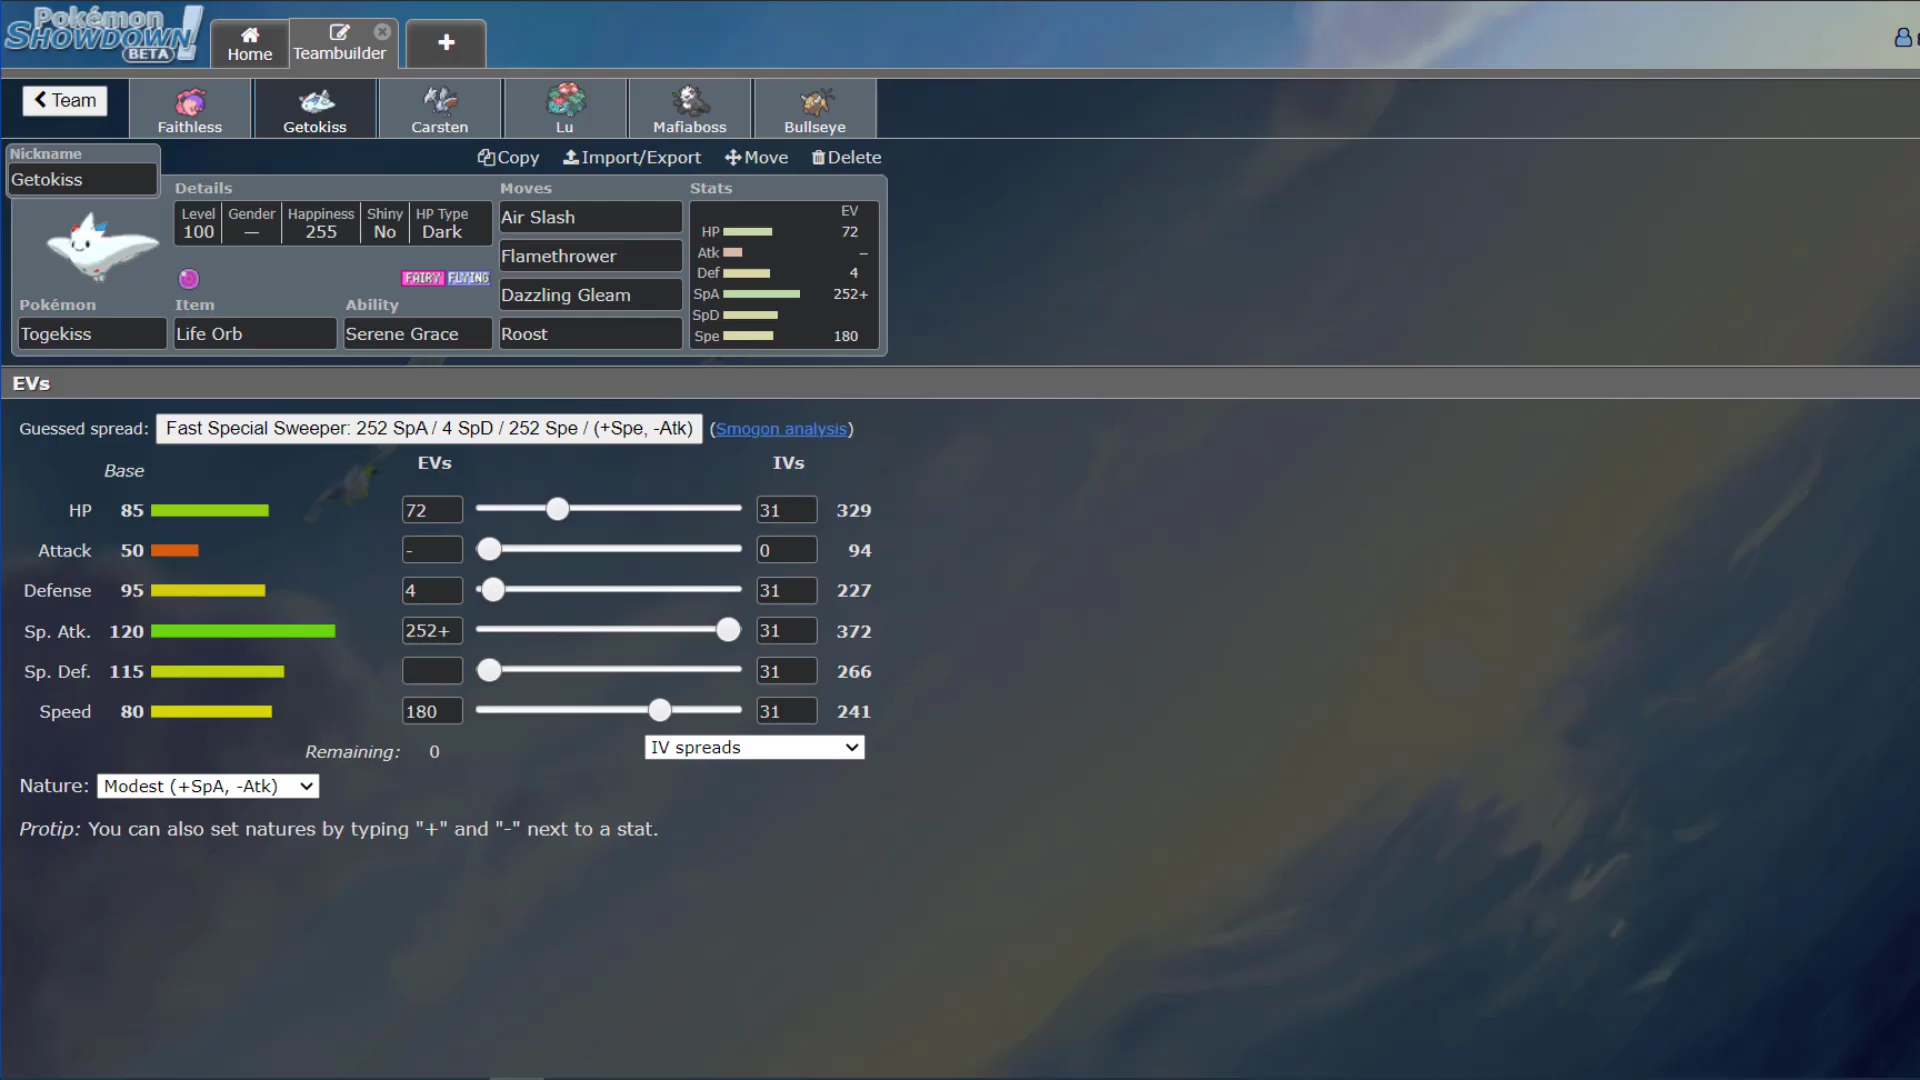 Pokémon
SHOWDOWN!
BETA
Home
Teambuilder
+
Team
Faithless
Getokiss
Carsten
Lu
Mafiaboss
Bullseye
Nickname
Getokiss
Copy
Import/Export
Move
Delete
Details
Moves
Stats
Level
Gender
Happiness
Shiny
HP Type
100
—
255
No
Dark
FAIRY
FLYING
Pokémon
Item
Ability
Togekiss
Life Orb
Serene Grace
Air Slash
Flamethrower
Dazzling Gleam
Roost
EV
HP 72
Atk –
Def 4
SpA 252+
SpD
Spe 180
EVs
Guessed spread: Fast Special Sweeper: 252 SpA / 4 SpD / 252 Spe / (+Spe, -Atk) (Smogon analysis)
Base EVs IVs
HP 85 72 31 329
Attack 50 - 0 94
Defense 95 4 31 227
Sp. Atk. 120 252+ 31 372
Sp. Def. 115 31 266
Speed 80 180 31 241
Remaining: 0 IV spreads
Nature: Modest (+SpA, -Atk)
Protip: You can also set natures by typing "+" and "-" next to a stat.